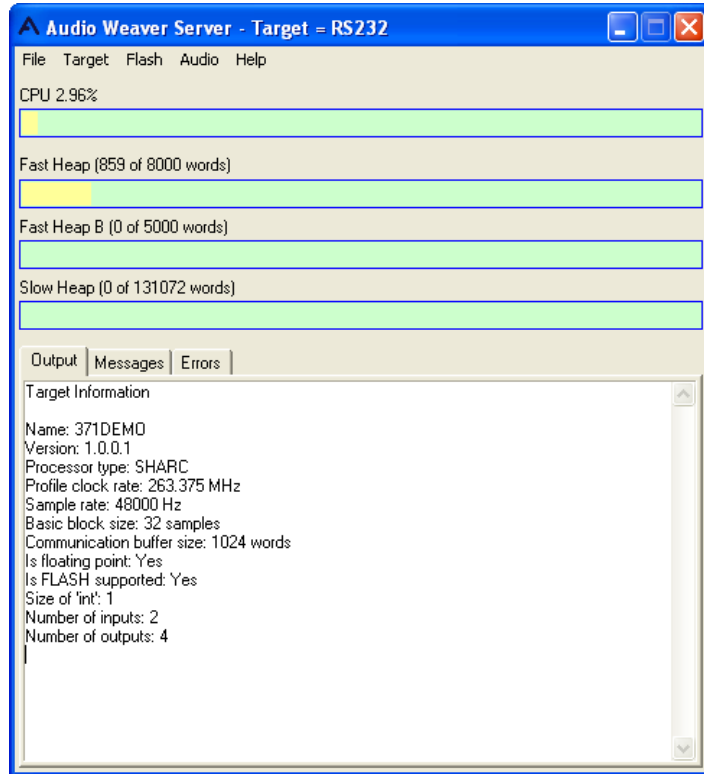 Audio Weaver Server - Target = RS232
File Target Flash Audio Help
CPU 2.96%
Fast Heap (859 of 8000 words)
Fast Heap B (0 of 5000 words)
Slow Heap (0 of 131072 words)
Output Messages Errors
Target Information
Name: 371DEMO
Version: 1.0.0.1
Processor type: SHARC
Profile clock rate: 263.375 MHz
Sample rate: 48000 Hz
Basic block size: 32 samples
Communication buffer size: 1024 words
Is floating point: Yes
Is FLASH supported: Yes
Size of 'int': 1
Number of inputs: 2
Number of outputs: 4